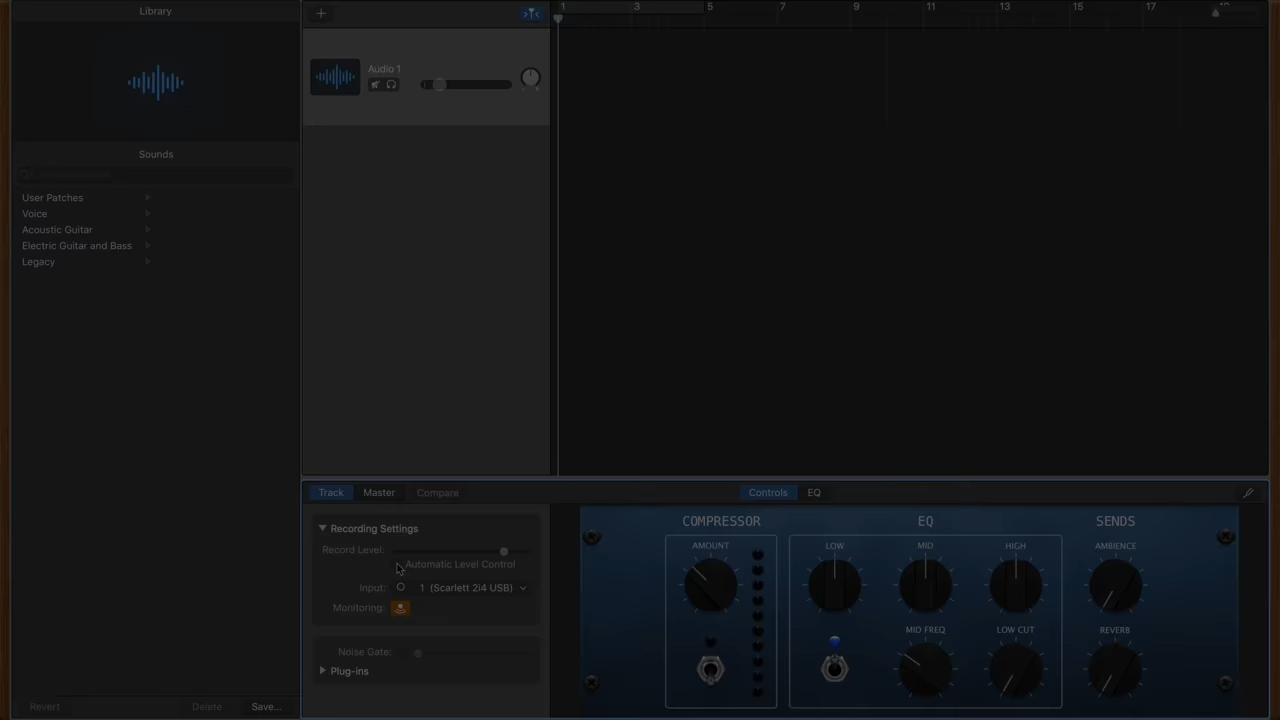 Library
1 3 5 7 9 11 13 15 17
Audio 1
Sounds
User Patches
Voice
Acoustic Guitar
Electric Guitar and Bass
Legacy
Track Master Compare Controls EQ
Recording Settings
Record Level:
Automatic Level Control
Input: 1 (Scarlett 2i4 USB)
Monitoring:
Noise Gate:
Plug-ins
COMPRESSOR EQ SENDS
AMOUNT LOW MID HIGH AMBIENCE
MID FREQ LOW CUT REVERB
Revert Delete Save...